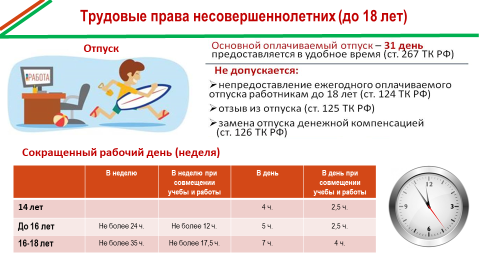 Трудовые права несовершеннолетних (до 18 лет)
Отпуск
РАБОТА
Основной оплачиваемый отпуск – 31 день
предоставляется в удобное время (ст. 267 ТК РФ)
Не допускается:
➢непредоставление ежегодного оплачиваемого
отпуска работникам до 18 лет (ст. 124 ТК РФ)
➢отзыв из отпуска (ст. 125 ТК РФ)
➢замена отпуска денежной компенсацией
(ст. 126 ТК РФ)
Сокращенный рабочий день (неделя)
В неделю В неделю при совмещении учебы и работы В день В день при совмещении учебы и работы
14 лет 4 ч. 2,5 ч.
До 16 лет Не более 24 ч. Не более 12 ч. 5 ч. 2,5 ч.
16-18 лет Не более 35 ч. Не более 17,5 ч. 7 ч. 4 ч.
12
9 3
6